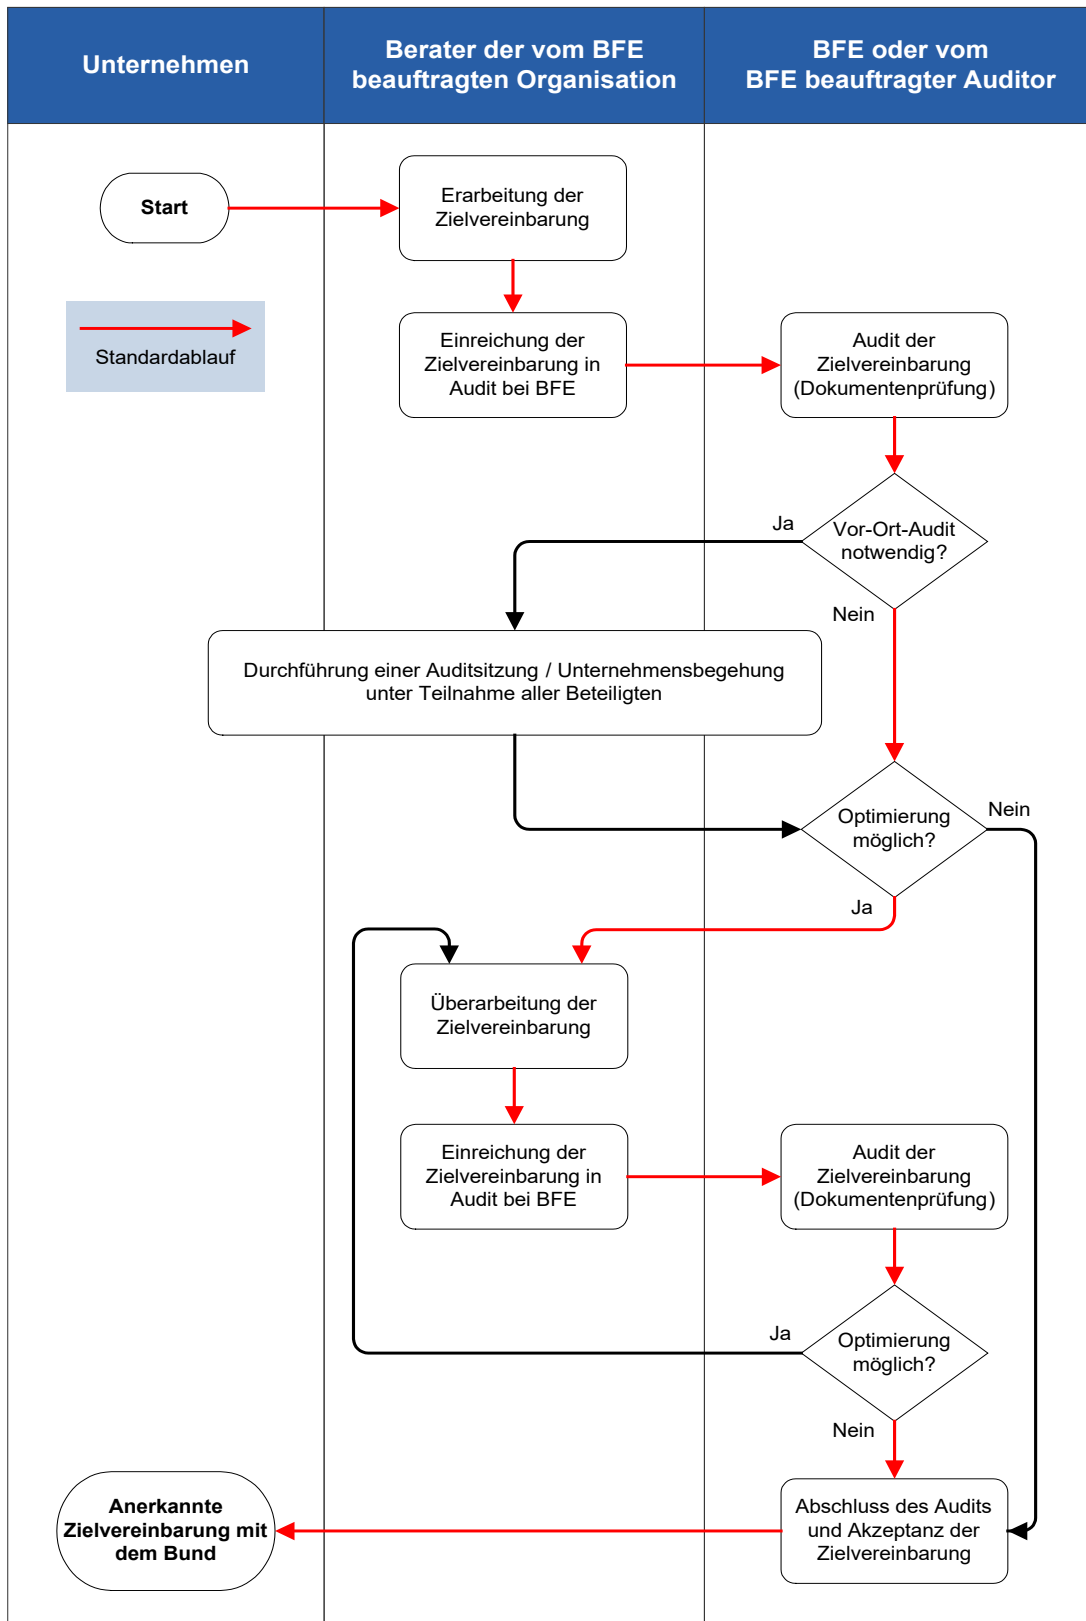 Unternehmen
Berater der vom BFE
beauftragten Organisation
BFE oder vom
BFE beauftragter Auditor
Start
Erarbeitung der
Zielvereinbarung
Standardablauf
Einreichung der
Zielvereinbarung in
Audit bei BFE
Audit der
Zielvereinbarung
(Dokumentenprüfung)
Ja
Vor-Ort-Audit
notwendig?
Nein
Durchführung einer Auditsitzung / Unternehmensbegehung
unter Teilnahme aller Beteiligten
Optimierung
möglich?
Nein
Ja
Überarbeitung der
Zielvereinbarung
Einreichung der
Zielvereinbarung in
Audit bei BFE
Audit der
Zielvereinbarung
(Dokumentenprüfung)
Ja
Optimierung
möglich?
Nein
Anerkannte
Zielvereinbarung mit
dem Bund
Abschluss des Audits
und Akzeptanz der
Zielvereinbarung